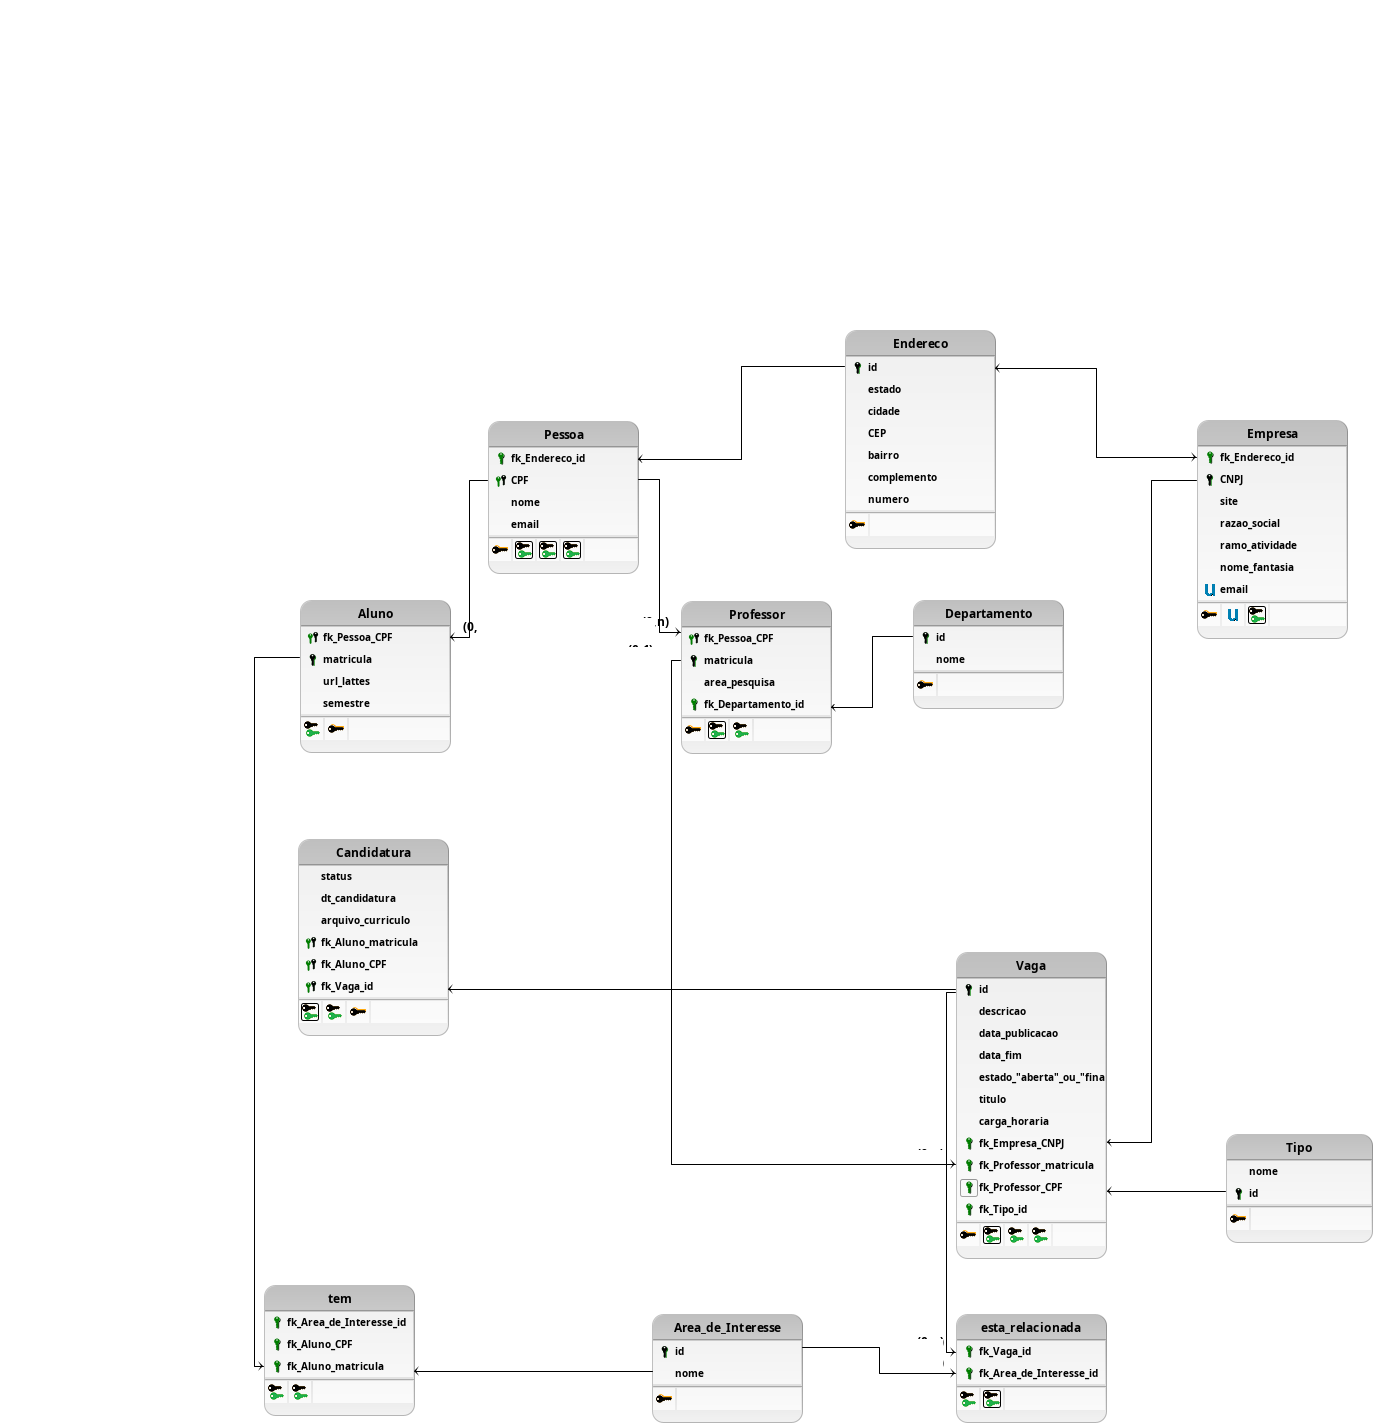 Endereco
id
estado
cidade
CEP
bairro
complemento
numero
Pessoa
fk_Endereco_id
CPF
nome
email
Empresa
fk_Endereco_id
CNPJ
site
razao_social
ramo_atividade
nome_fantasia
email
Aluno
fk_Pessoa_CPF
matricula
url_lattes
semestre
(0,
n)
Professor
fk_Pessoa_CPF
matricula
area_pesquisa
fk_Departamento_id
Departamento
id
nome
Candidatura
status
dt_candidatura
arquivo_curriculo
fk_Aluno_matricula
fk_Aluno_CPF
fk_Vaga_id
Vaga
id
descricao
data_publicacao
data_fim
estado_"aberta"_ou_"fina
titulo
carga_horaria
fk_Empresa_CNPJ
fk_Professor_matricula
fk_Professor_CPF
fk_Tipo_id
Tipo
nome
id
tem
fk_Area_de_Interesse_id
fk_Aluno_CPF
fk_Aluno_matricula
Area_de_Interesse
id
nome
esta_relacionada
fk_Vaga_id
fk_Area_de_Interesse_id